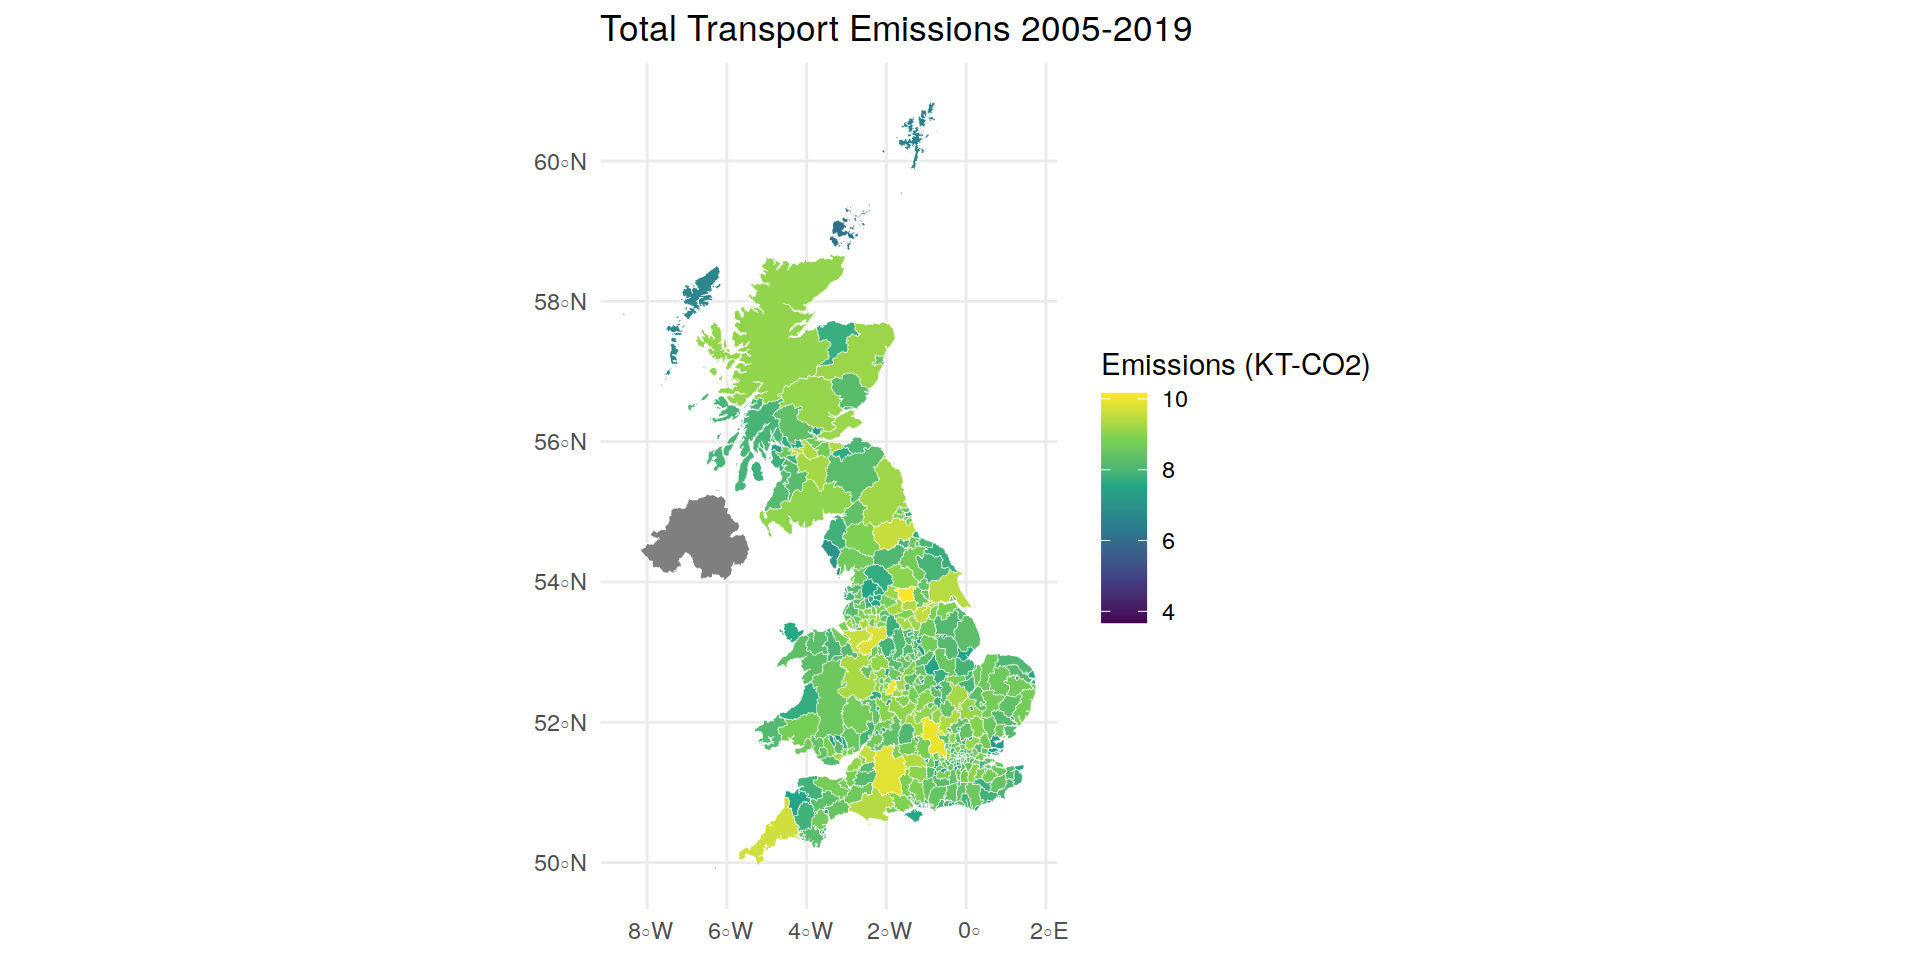 Total Transport Emissions 2005-2019
60○N
58○N
56○N
54○N
52○N
50○N
8○W 6○W 4○W 2○W 0○ 2○E
Emissions (KT-CO2)
10
8
6
4